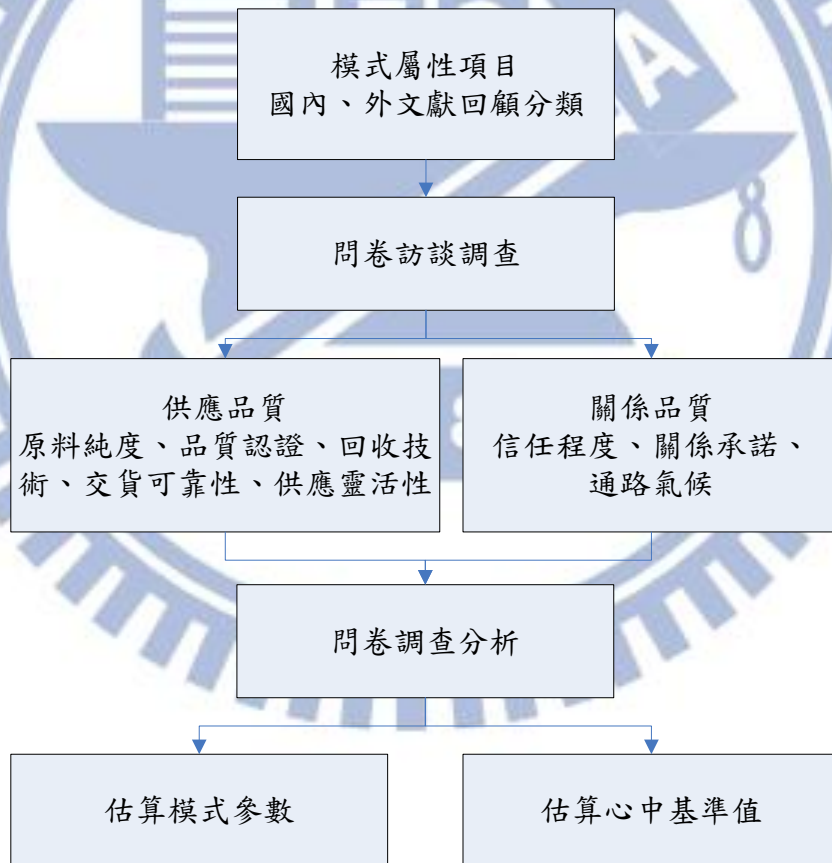 模式屬性項目
國內、外文獻回顧分類
問卷訪談調查
供應品質
原料純度、品質認證、回收技
術、交貨可靠性、供應靈活性
關係品質
信任程度、關係承諾、
通路氣候
問卷調查分析
估算模式參數
估算心中基準值